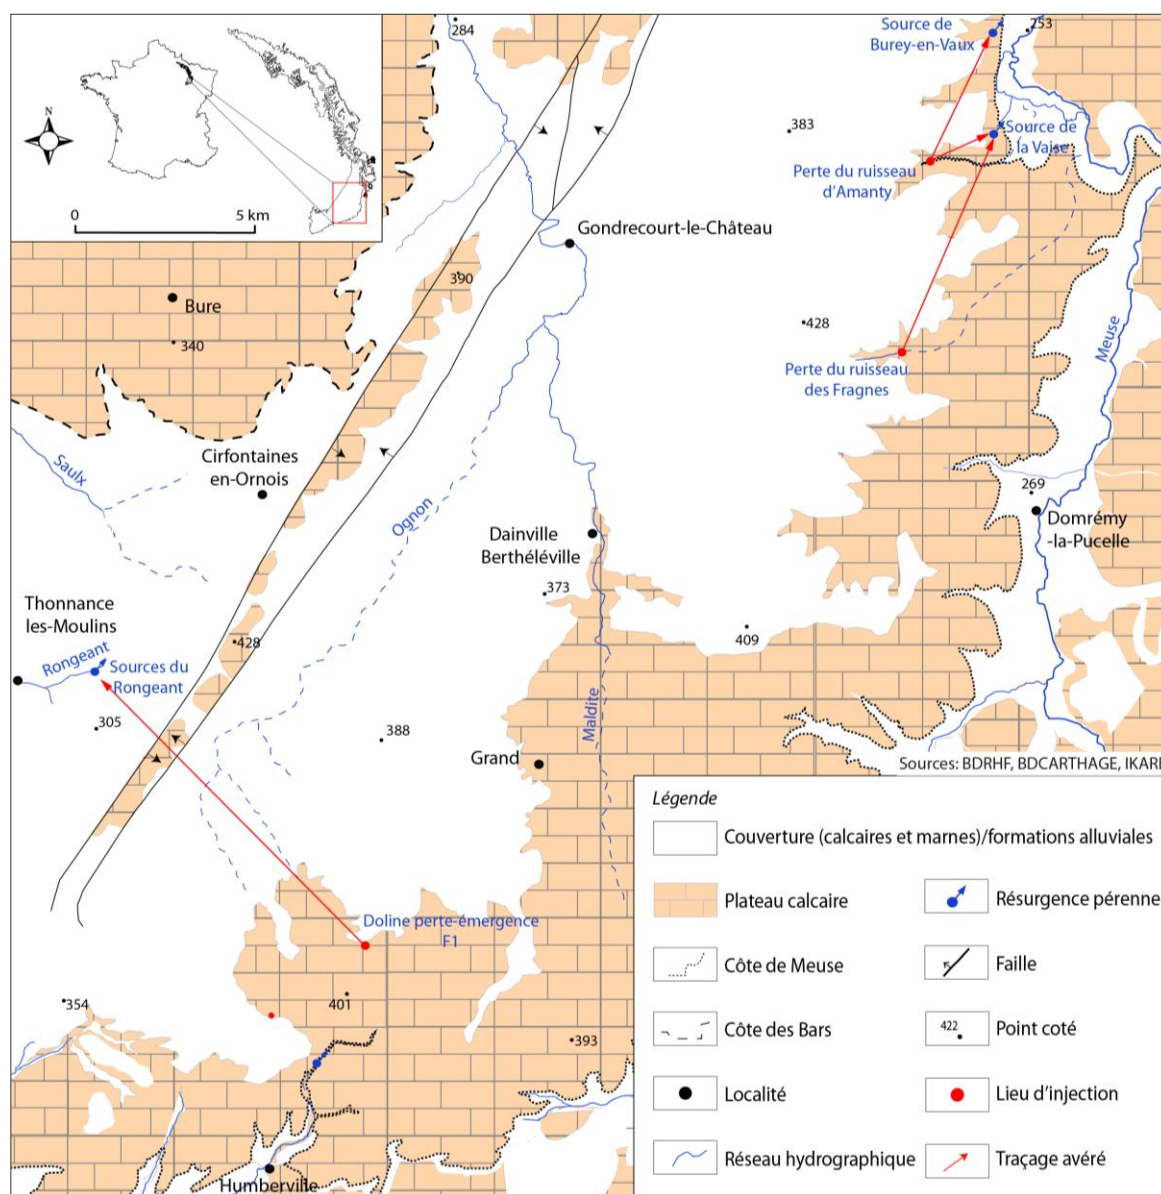 284
N
0
5 km
Source de
Burey-en-Vaux
253
383
Source de
la Vaise
Perte du ruisseau
d'Amanty
Gondrecourt-le-Château
390
Bure
340
428
Perte du ruisseau
des Fragnes
Meuse
Cirfontaines
en-Ornois
Saulx
Ognon
269
Domrémy
-la-Pucelle
Dainville
Berthéléville
373
409
Thonnance
les-Moulins
Rongeant
Sources du
Rongeant
428
305
388
Maldite
Grand
Sources: BDRHF, BDCARTHAGE, IKARE
Doline perte-émergence
F1
354
401
393
Humberville
Légende
Couverture (calcaires et marnes)/formations alluviales
Plateau calcaire
Résurgence pérenne
Côte de Meuse
Faille
Côte des Bars
422
Point coté
Localité
Lieu d'injection
Réseau hydrographique
Traçage avéré